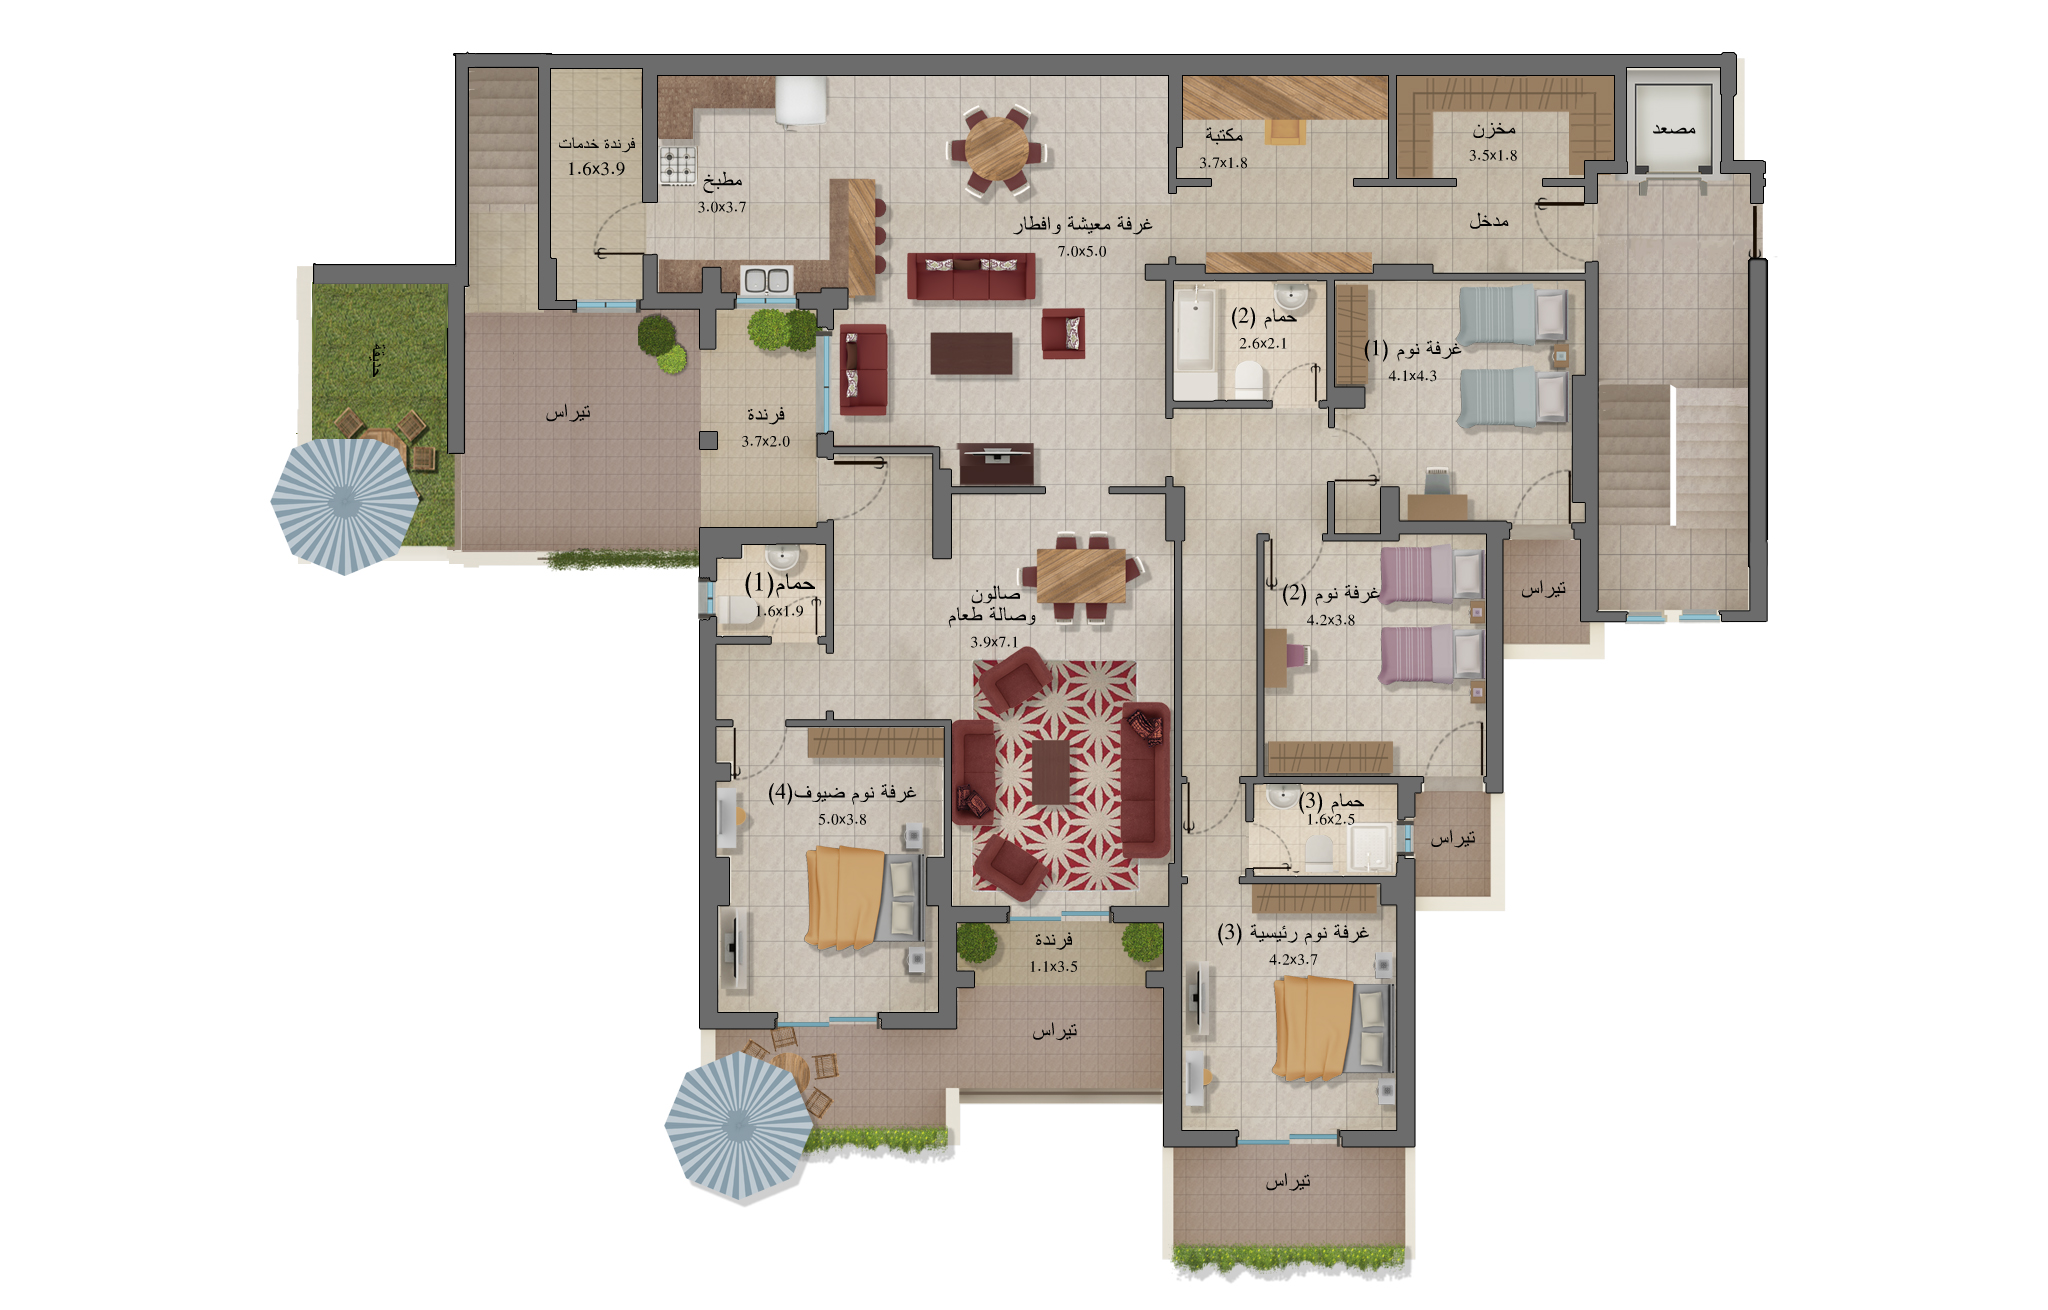 مصعد
مخزن
3.5x1.8
مكتبة
3.7x1.8
فرندة خدمات
1.6x3.9
مطبخ
3.0x3.7
غرفة معيشة وافطار
7.0x5.0
مدخل
حمام (2)
2.6x2.1
غرفة نوم (1)
4.1x4.3
حديقة
تيراس
فرندة
3.7x2.0
حمام(1)
1.6x1.9
صالون
وصالة طعام
3.9x7.1
غرفة نوم (2)
4.2x3.8
تيراس
غرفة نوم ضيوف(4)
5.0x3.8
حمام (3)
1.6x2.5
تيراس
غرفة نوم رئيسية (3)
4.2x3.7
فرندة
1.1x3.5
تيراس
تيراس